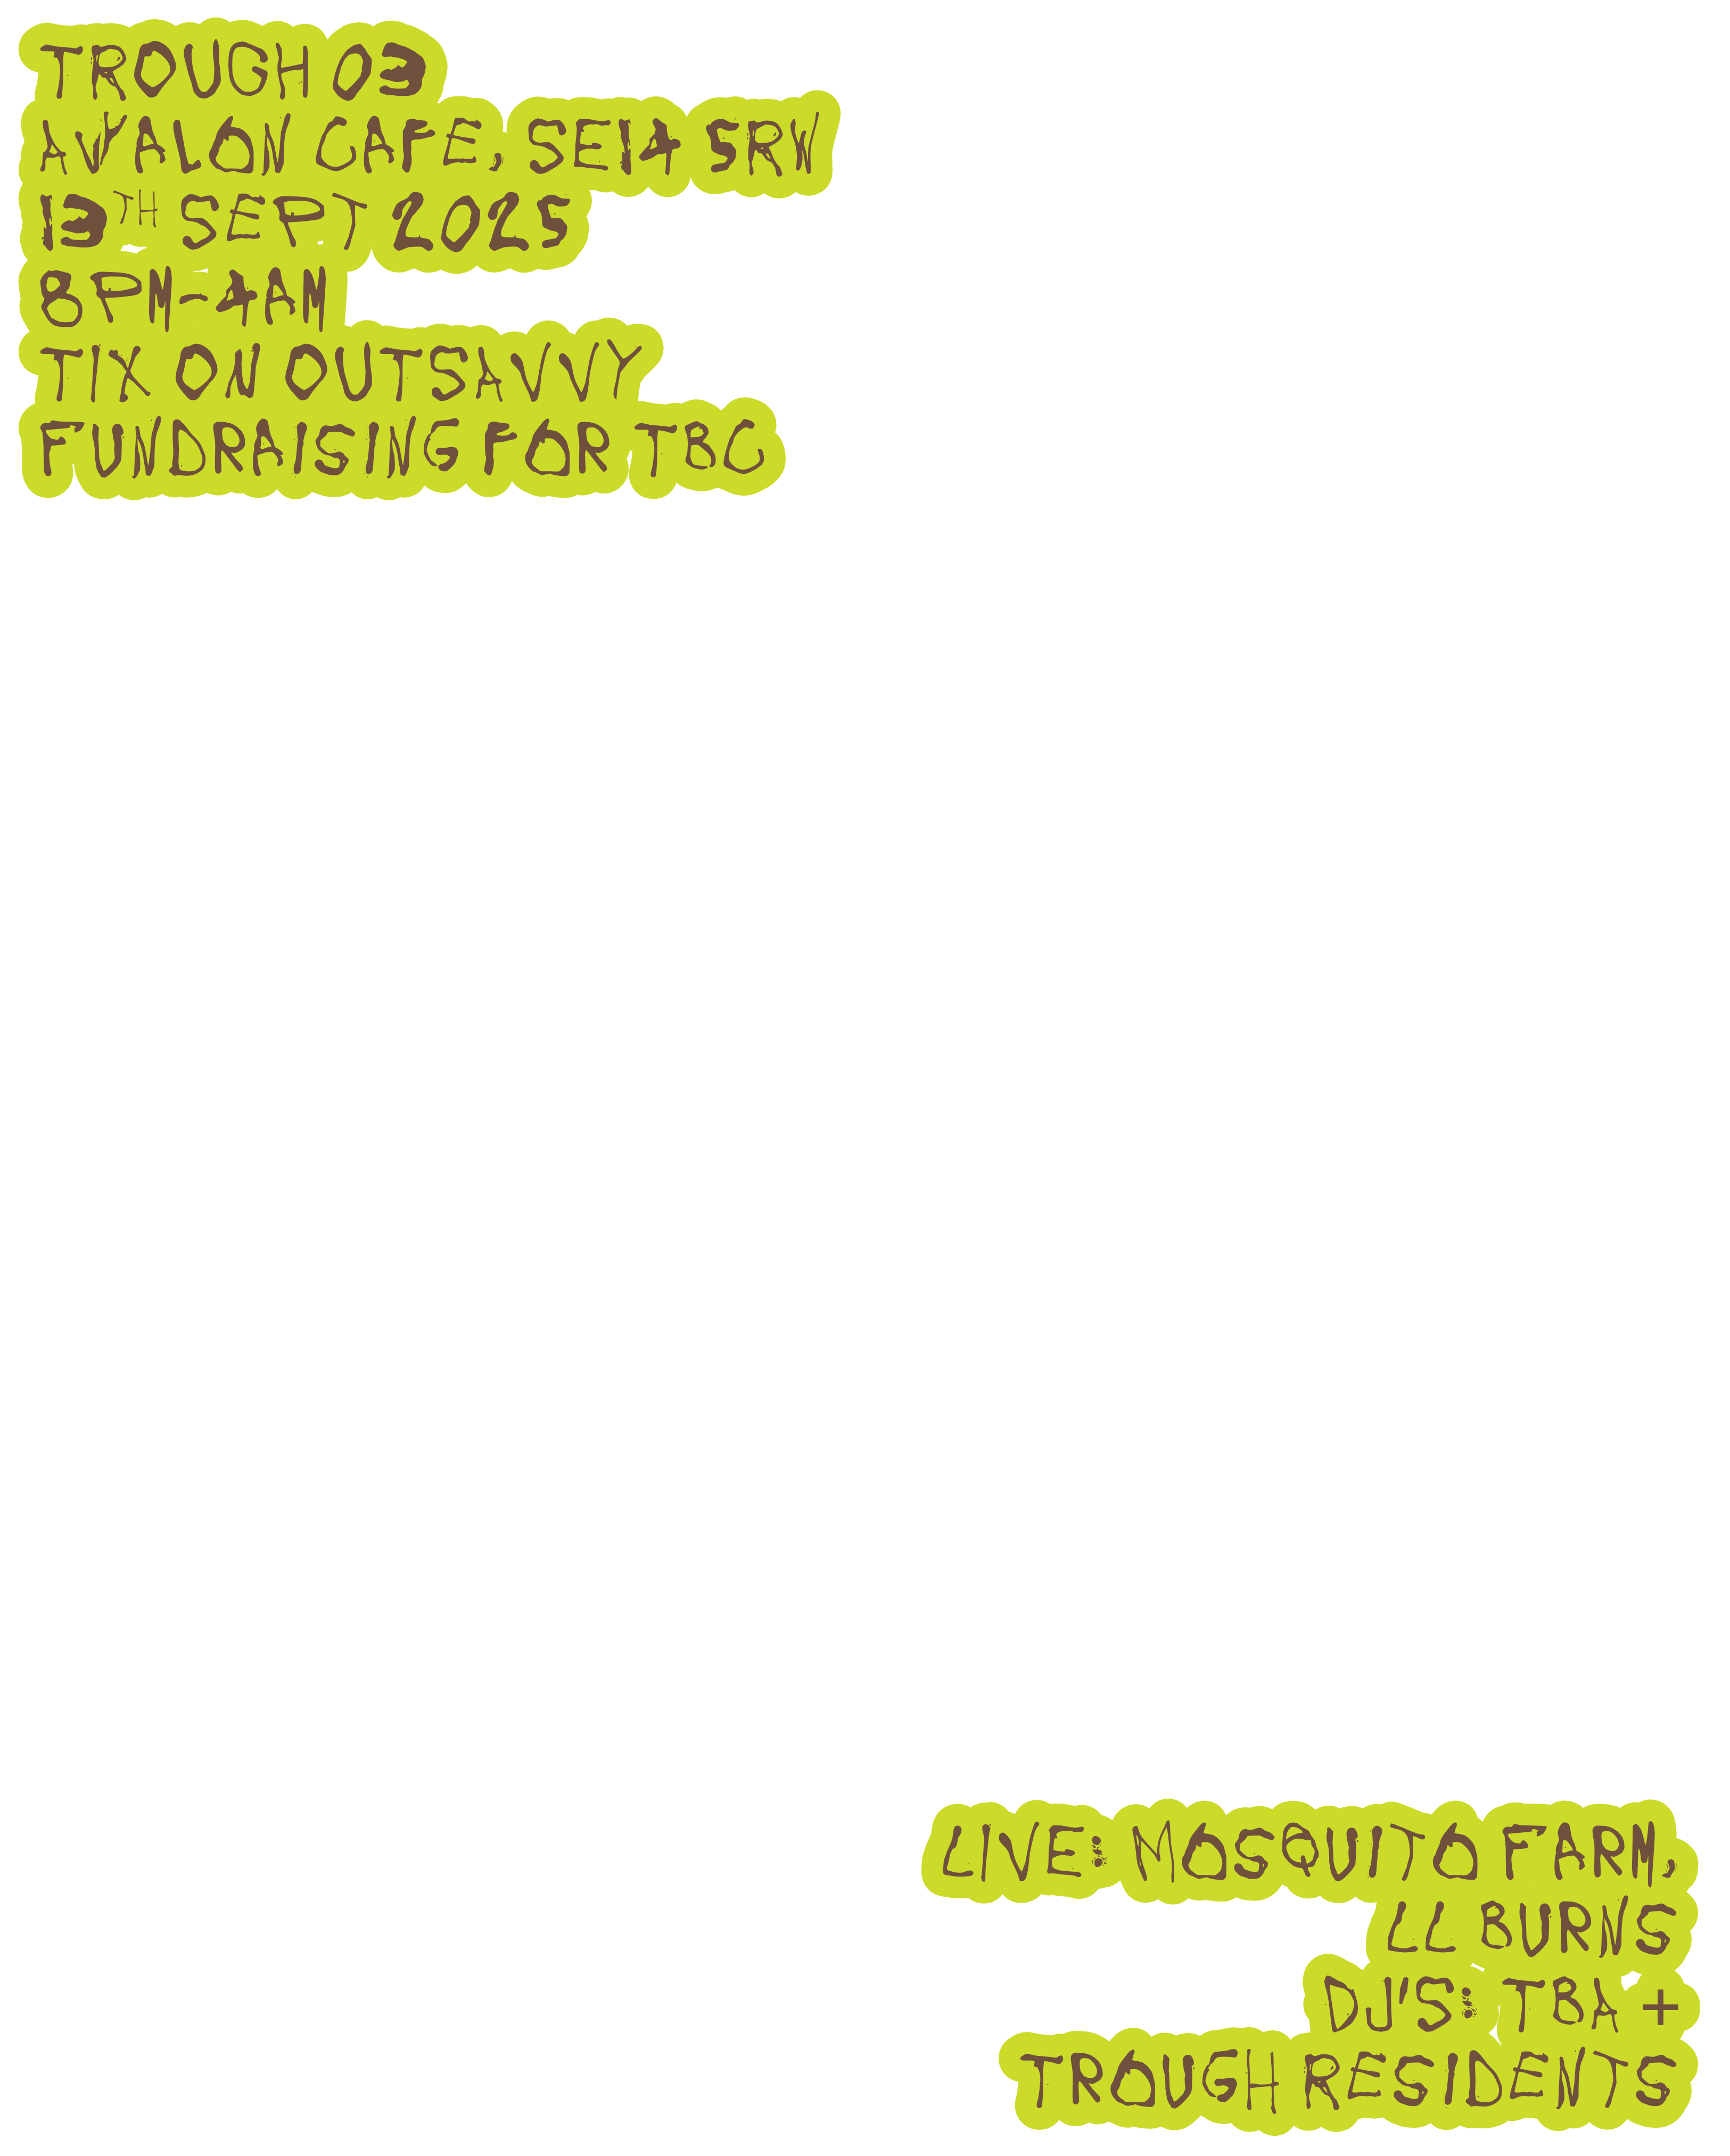 TROUGH 03
AVALON CAFE, SE14 5RW
13TH SEPT 2025
8PM-4AM
TIX ON OUTSAVVY
FUNDRAISING FOR TBC
LIVE: MOSQUITO FARM,
LL BURNS
DJ'S: TBA +
TROUGH RESIDENTS